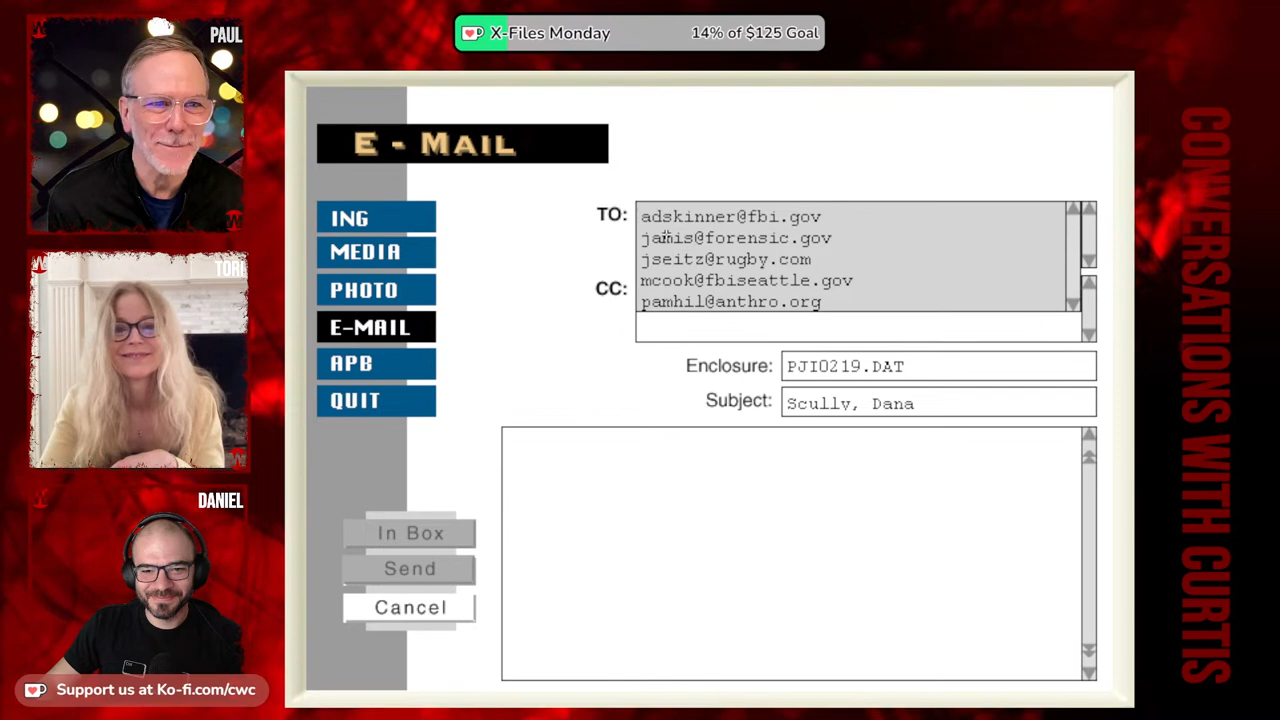 PAUL
X-Files Monday 14% of $125 Goal
E - MAIL
TORI
ING
MEDIA
PHOTO
E-MAIL
APB
QUIT
TO:
adskinner@fbi.gov
jamis@forensic.gov
jseitz@rugby.com
mcook@fbiseattle.gov
pamhil@anthro.org
CC:
Enclosure: PJI0219.DAT
Subject: Scully, Dana
In Box
Send
Cancel
DANIEL
Support us at Ko-fi.com/cwc
CONVERSATIONS WITH CURTIS